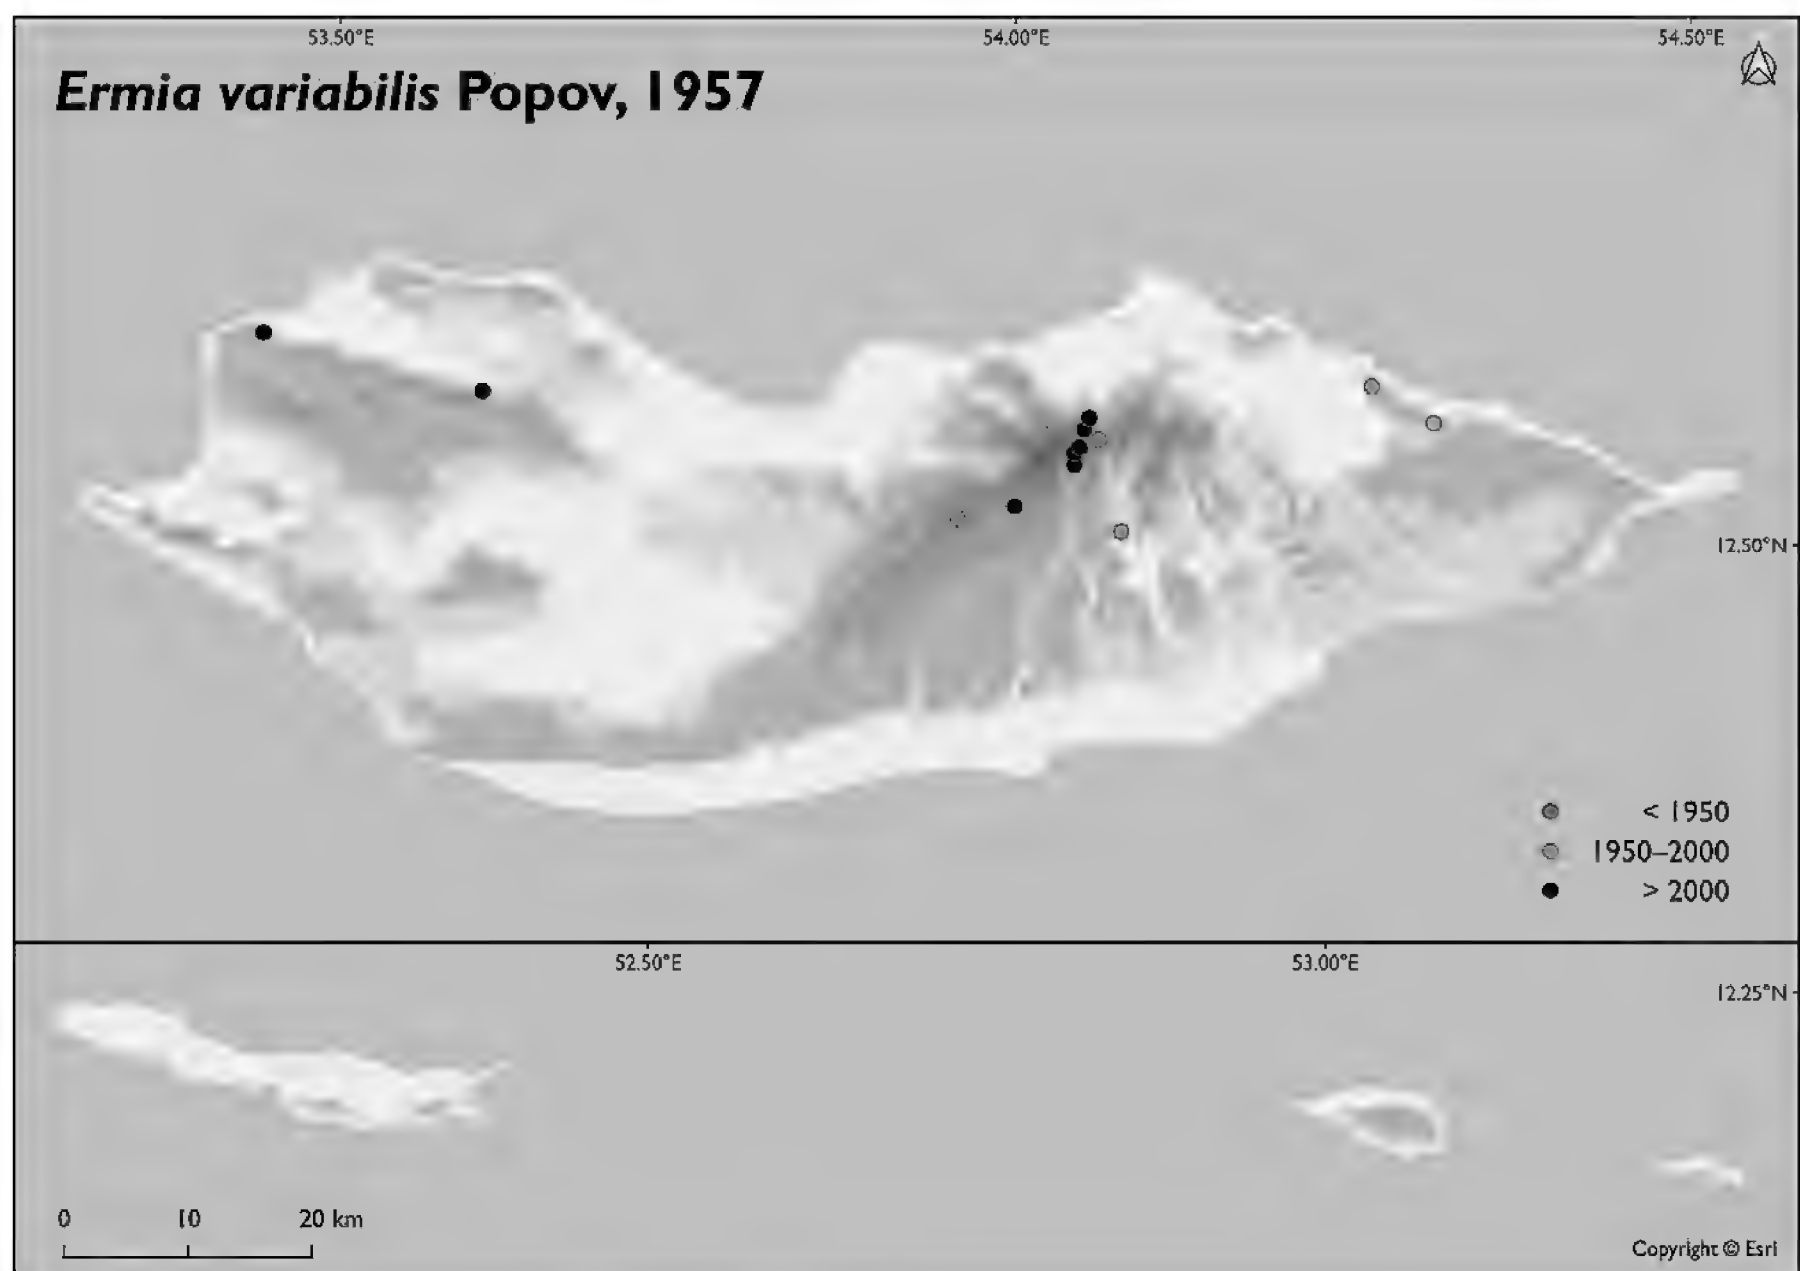 53.50°E 54.00°E 54.50°E
Ermia variabilis Popov, 1957
12.50°N
< 1950
1950–2000
> 2000
52.50°E 53.00°E
12.25°N
0 10 20 km
Copyright © Esri